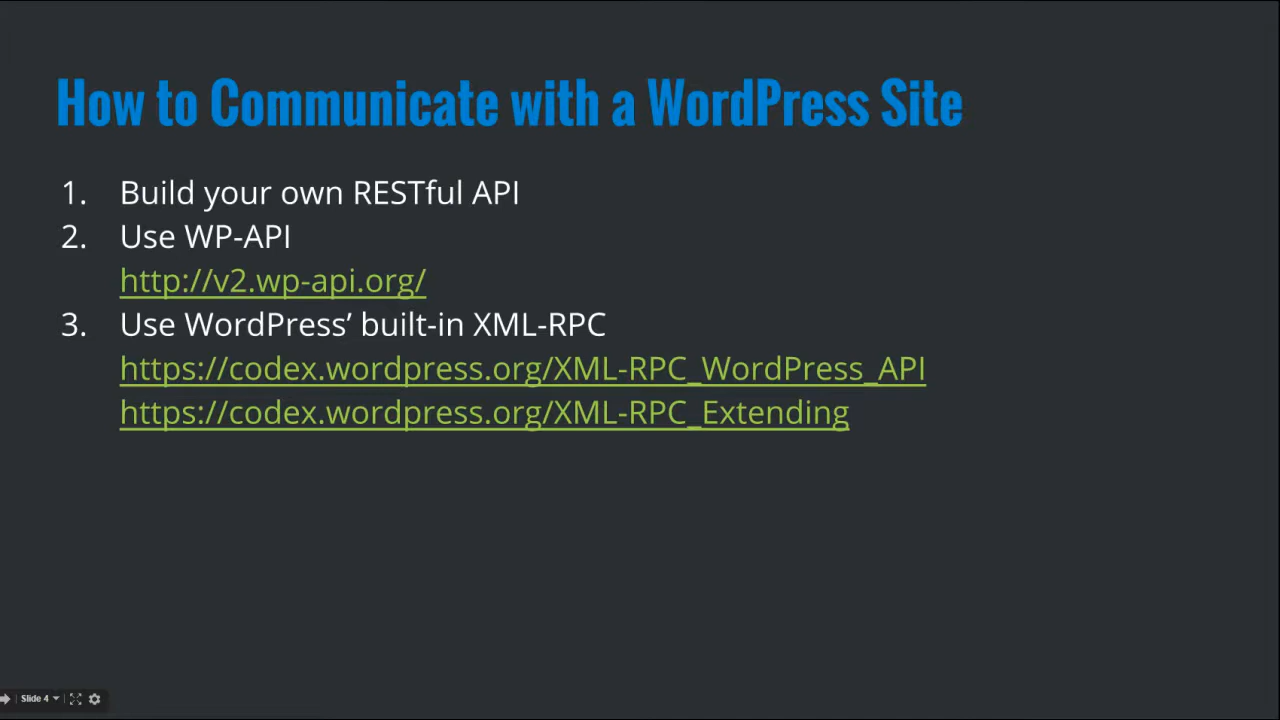 How to Communicate with a WordPress Site
1. Build your own RESTful API
2. Use WP-API
http://v2.wp-api.org/
3. Use WordPress’ built-in XML-RPC
https://codex.wordpress.org/XML-RPC_WordPress_API
https://codex.wordpress.org/XML-RPC_Extending
Slide 4